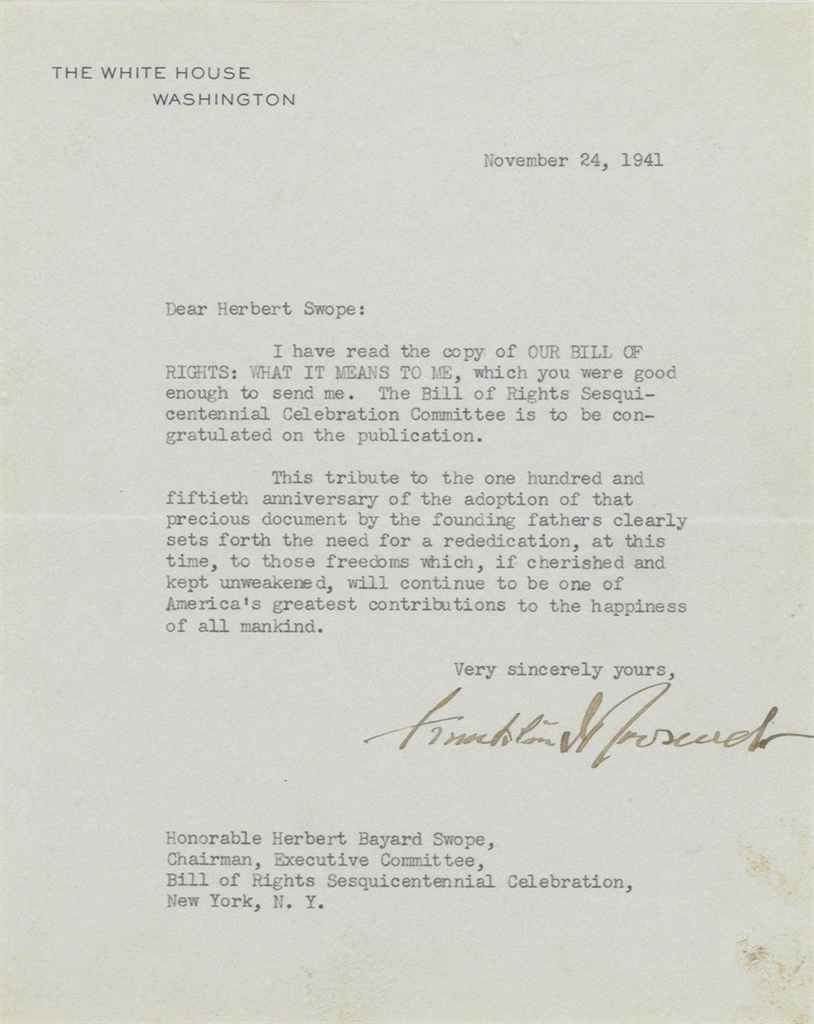 THE WHITE HOUSE
WASHINGTON
November 24, 1941
Dear Herbert Swope:
I have read the copy of OUR BILL OF
RIGHTS: WHAT IT MEANS TO ME, which you were good
enough to send me. The Bill of Rights Sesqui-
centennial Celebration Committee is to be con-
gratulated on the publication.
This tribute to the one hundred and
fiftieth anniversary of the adoption of that
precious document by the founding fathers clearly
sets forth the need for a rededication, at this
time, to those freedoms which, if cherished and
kept unweakened, will continue to be one of
America's greatest contributions to the happiness
of all mankind.
Very sincerely yours,
Franklin D Roosevelt
Honorable Herbert Bayard Swope,
Chairman, Executive Committee,
Bill of Rights Sesquicentennial Celebration,
New York, N. Y.